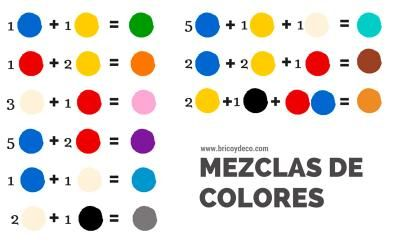 1 + 1 =
1 + 2 =
3 + 1 =
5 + 2 =
1 + 1 =
2 + 1 =
5 + 1 + 1 =
2 + 2 + 1 =
2 +1 + =
www.bricoydeco.com
MEZCLAS DE
COLORES